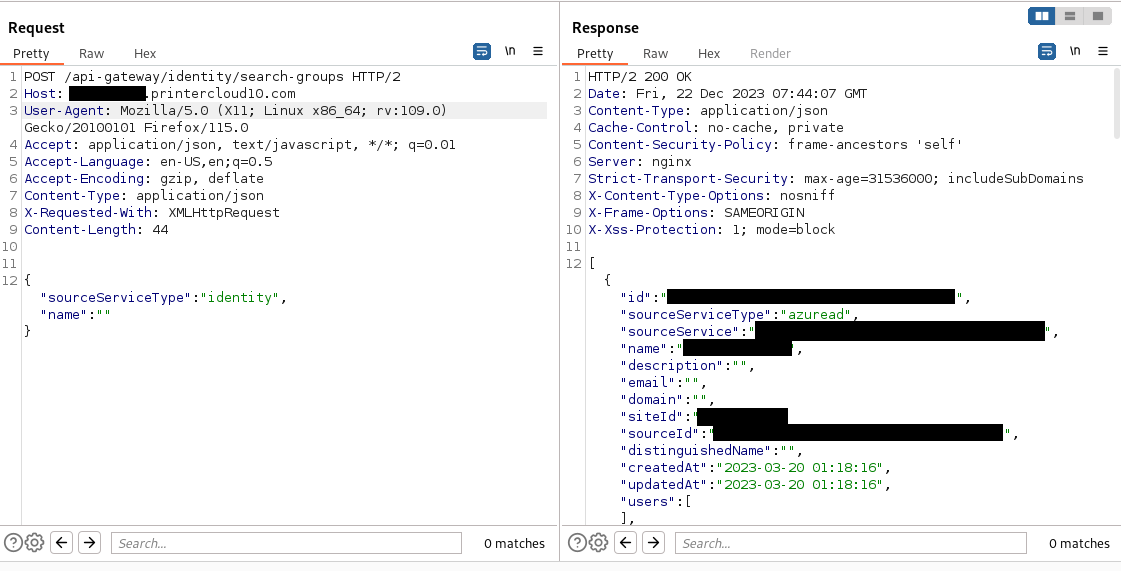 Request
Pretty Raw Hex
\n
1 POST /api-gateway/identity/search-groups HTTP/2
2 Host: .printercloud10.com
3 User-Agent: Mozilla/5.0 (X11; Linux x86_64; rv:109.0)
Gecko/20100101 Firefox/115.0
4 Accept: application/json, text/javascript, */*; q=0.01
5 Accept-Language: en-US,en;q=0.5
6 Accept-Encoding: gzip, deflate
7 Content-Type: application/json
8 X-Requested-With: XMLHttpRequest
9 Content-Length: 44
10
11
12 {
"sourceServiceType":"identity",
"name":""
}
Search...
0 matches
Response
Pretty Raw Hex Render
\n
1 HTTP/2 200 OK
2 Date: Fri, 22 Dec 2023 07:44:07 GMT
3 Content-Type: application/json
4 Cache-Control: no-cache, private
5 Content-Security-Policy: frame-ancestors 'self'
6 Server: nginx
7 Strict-Transport-Security: max-age=31536000; includeSubDomains
8 X-Content-Type-Options: nosniff
9 X-Frame-Options: SAMEORIGIN
10 X-Xss-Protection: 1; mode=block
11
12 [
{
"id":"",
"sourceServiceType":"azuread",
"sourceService":"",
"name":"",
"description":"",
"email":"",
"domain":"",
"siteId":"
"sourceId":"",
"distinguishedName":"",
"createdAt":"2023-03-20 01:18:16",
"updatedAt":"2023-03-20 01:18:16",
"users":[
],
Search...
0 matches